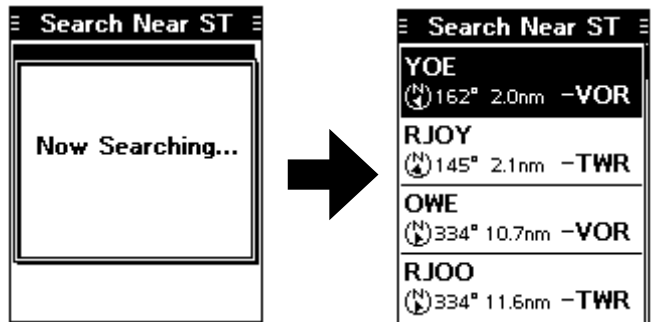 Search Near ST
Now Searching...
Search Near ST
YOE
N 162° 2.0nm -VOR
RJOY
N 145° 2.1nm -TWR
OWE
N 334° 10.7nm -VOR
RJOO
N 334° 11.6nm -TWR